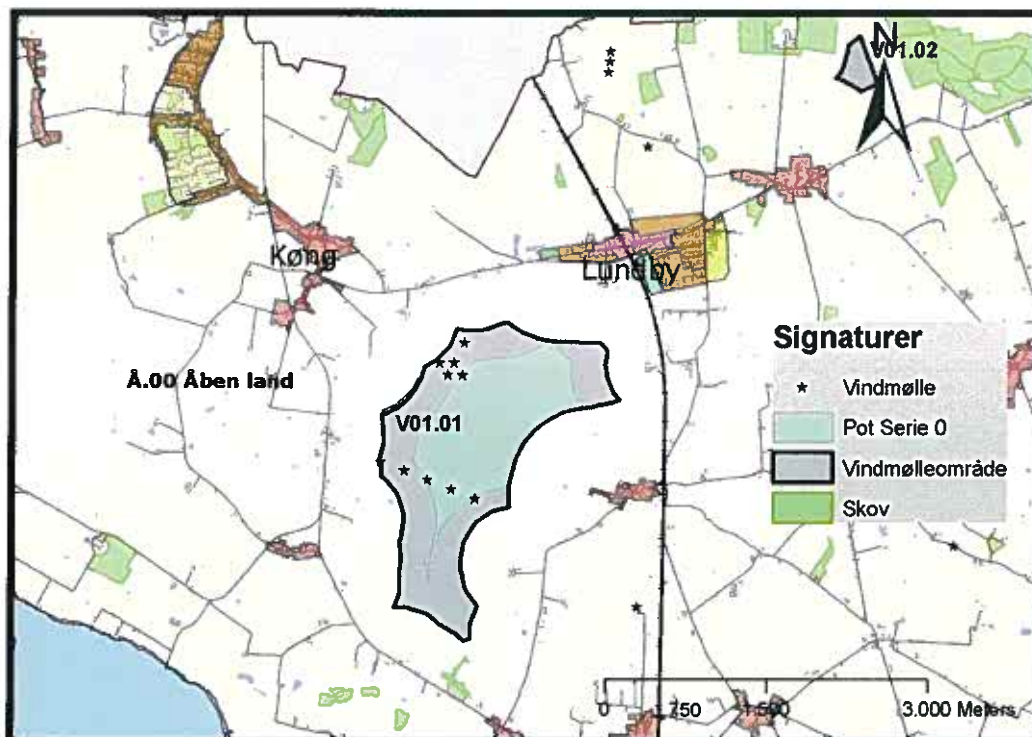 N
V01.02
Køng
Lundby
Signaturer
Å.00 Åben land
Vindmølle
V01.01
Pot Serie 0
Vindmølleområde
Skov
0 750 1.500 3.000 Meters